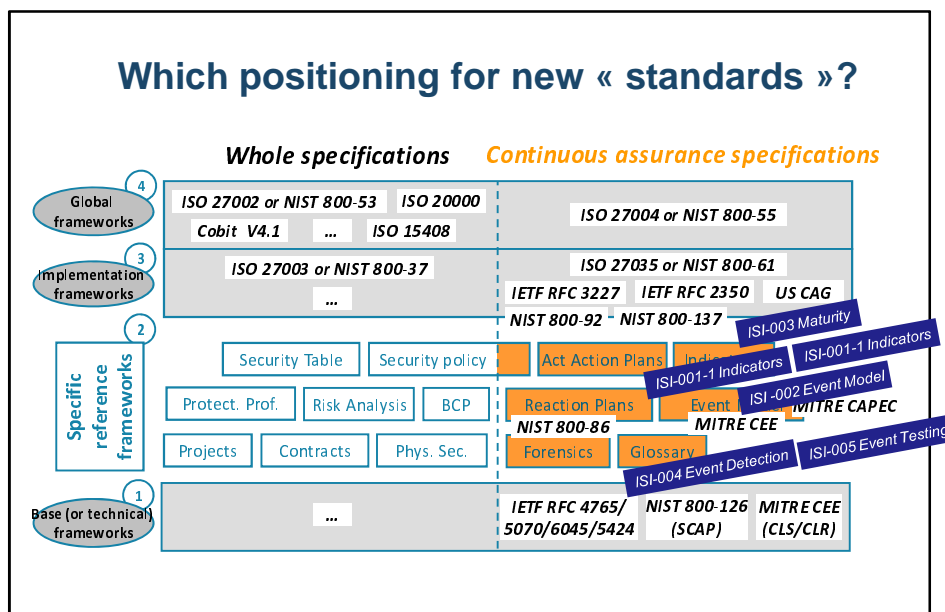 Which positioning for new « standards »?
Whole specifications
Continuous assurance specifications
4
Global
frameworks
ISO 27002 or NIST 800-53
ISO 20000
Cobit V4.1
...
ISO 15408
ISO 27004 or NIST 800-55
3
Implementation
frameworks
ISO 27003 or NIST 800-37
...
ISO 27035 or NIST 800-61
IETF RFC 3227
IETF RFC 2350
US CAG
NIST 800-92
NIST 800-137
ISI-003 Maturity
2
Specific
reference
frameworks
Security Table
Security policy
Act Action Plans
ISI-001-1 Indicators
ISI-001-1 Indicators
Protect. Prof.
Risk Analysis
BCP
Reaction Plans
Event
ISI -002 Event Model
MITRE CAPEC
NIST 800-86
MITRE CEE
Projects
Contracts
Phys. Sec.
Forensics
Glossary
ISI-004 Event Detection
ISI-005 Event Testing
1
Base (or technical)
frameworks
...
IETF RFC 4765/
5070/6045/5424
NIST 800-126
(SCAP)
MITRE CEE
(CLS/CLR)